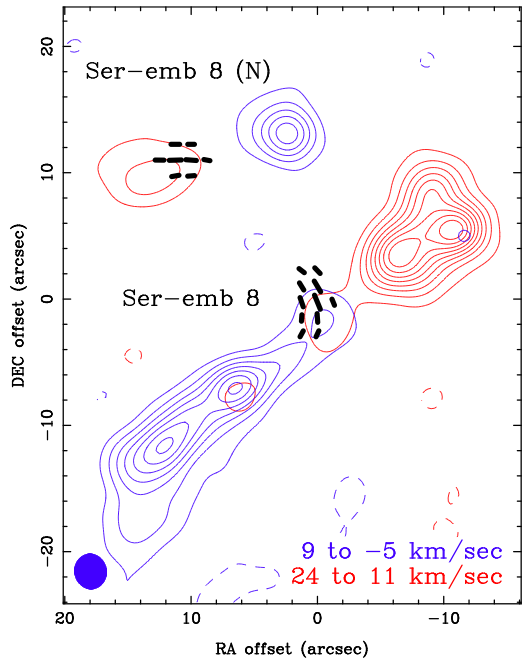 20
Ser−emb 8 (N)
10
DEC offset (arcsec)
0
Ser−emb 8
−10
−20
9 to −5 km/sec
24 to 11 km/sec
20 10 0 −10
RA offset (arcsec)